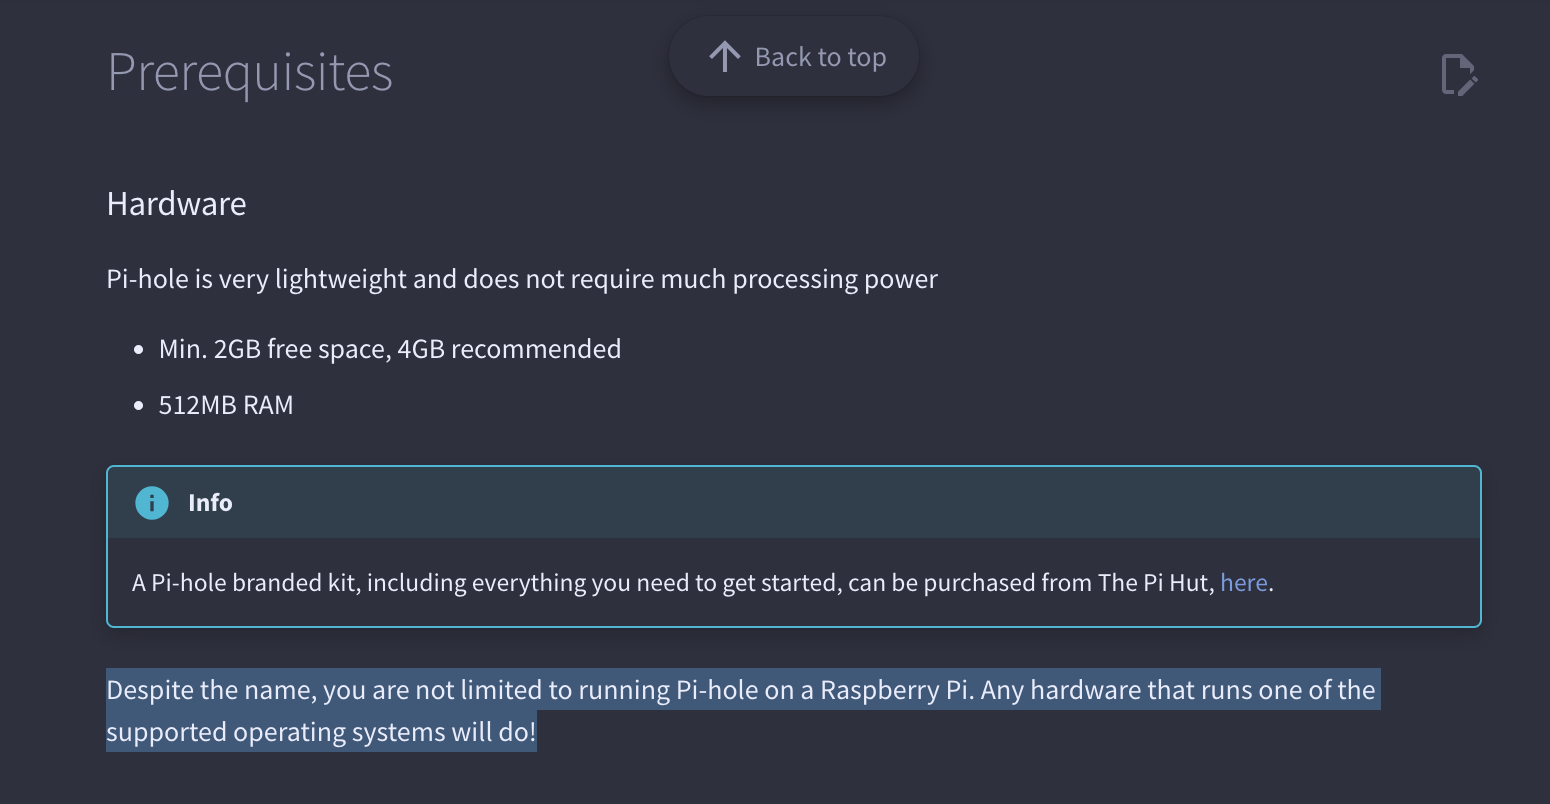 Prerequisites
Back to top
Hardware
Pi-hole is very lightweight and does not require much processing power
• Min. 2GB free space, 4GB recommended
• 512MB RAM
Info
A Pi-hole branded kit, including everything you need to get started, can be purchased from The Pi Hut, here.
Despite the name, you are not limited to running Pi-hole on a Raspberry Pi. Any hardware that runs one of the
supported operating systems will do!